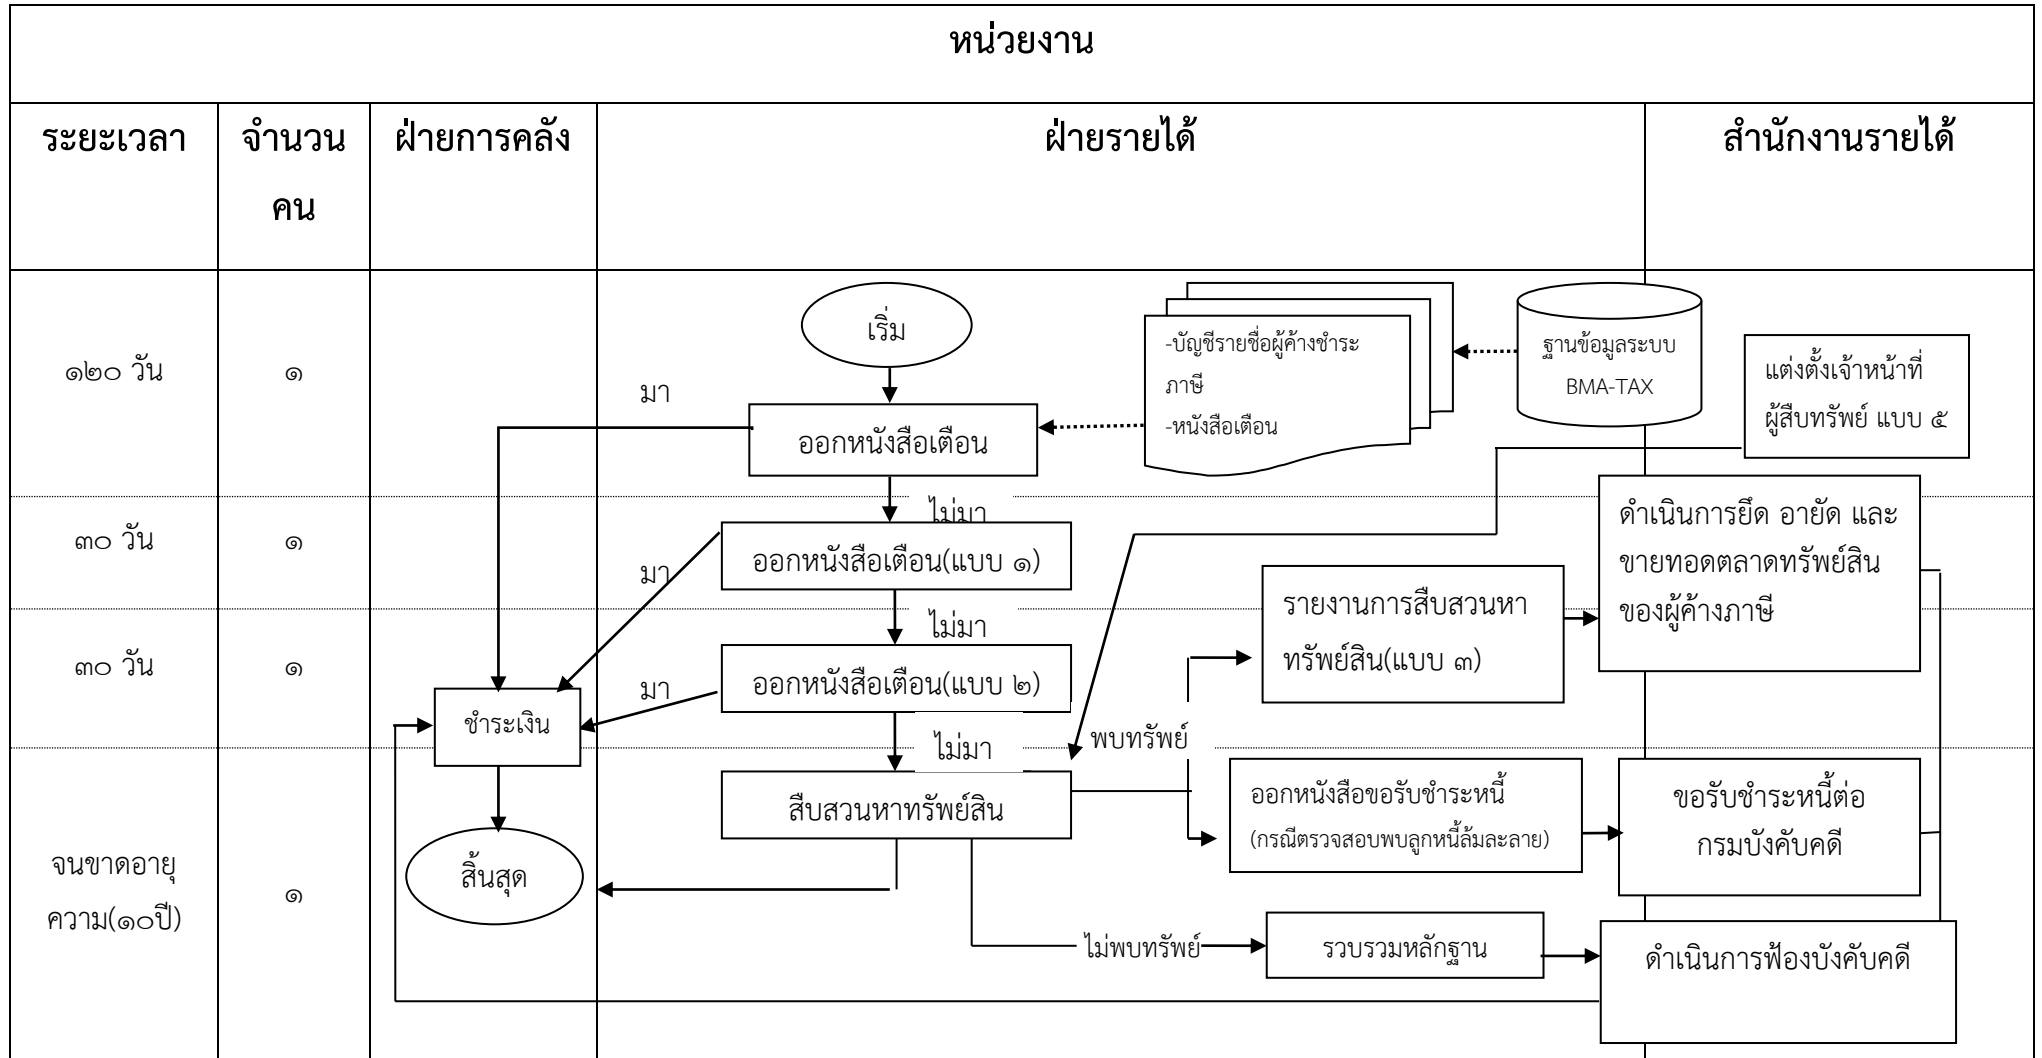 หน่วยงาน
ระยะเวลา
จำนวน
คน
ฝ่ายการคลัง
ฝ่ายรายได้
สำนักงานรายได้
๑๒๐ วัน
๑
มา
เริ่ม
-บัญชีรายชื่อผู้ค้างชำระ
ภาษี
-หนังสือเตือน
ฐานข้อมูลระบบ
BMA-TAX
แต่งตั้งเจ้าหน้าที่
ผู้สืบทรัพย์ แบบ ๕
ออกหนังสือเตือน
ไม่มา
๓๐ วัน
๑
มา
ออกหนังสือเตือน(แบบ ๑)
ดำเนินการยึด อายัด และ
ขายทอดตลาดทรัพย์สิน
ของผู้ค้างภาษี
ไม่มา
รายงานการสืบสวนหา
ทรัพย์สิน(แบบ ๓)
๓๐ วัน
๑
มา
ออกหนังสือเตือน(แบบ ๒)
ชำระเงิน
ไม่มา
พบทรัพย์
สืบสวนหาทรัพย์สิน
ออกหนังสือขอรับชำระหนี้
(กรณีตรวจสอบพบลูกหนี้ล้มละลาย)
ขอรับชำระหนี้ต่อ
กรมบังคับคดี
จนขาดอายุ
ความ(๑๐ปี)
๑
สิ้นสุด
ไม่พบทรัพย์
รวบรวมหลักฐาน
ดำเนินการฟ้องบังคับคดี